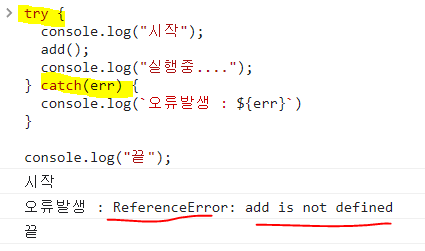 > try {
console.log("시작");
add();
console.log("실행중....");
} catch(err) {
console.log(`오류발생 : ${err}`)
}
console.log("끝");
시작
오류발생 : ReferenceError: add is not defined
끝